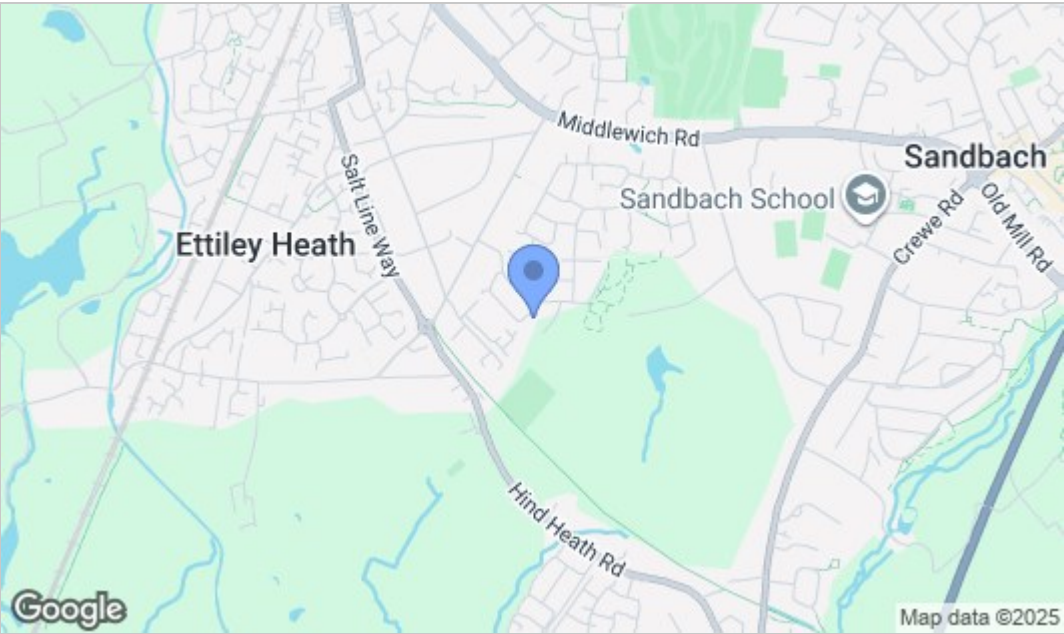 Middlewich Rd
Sandbach
Sandbach School
Salt Line Way
Crewe Rd
Old Mill Rd
Ettiley Heath
Hind Heath Rd
Google
Map data ©2025